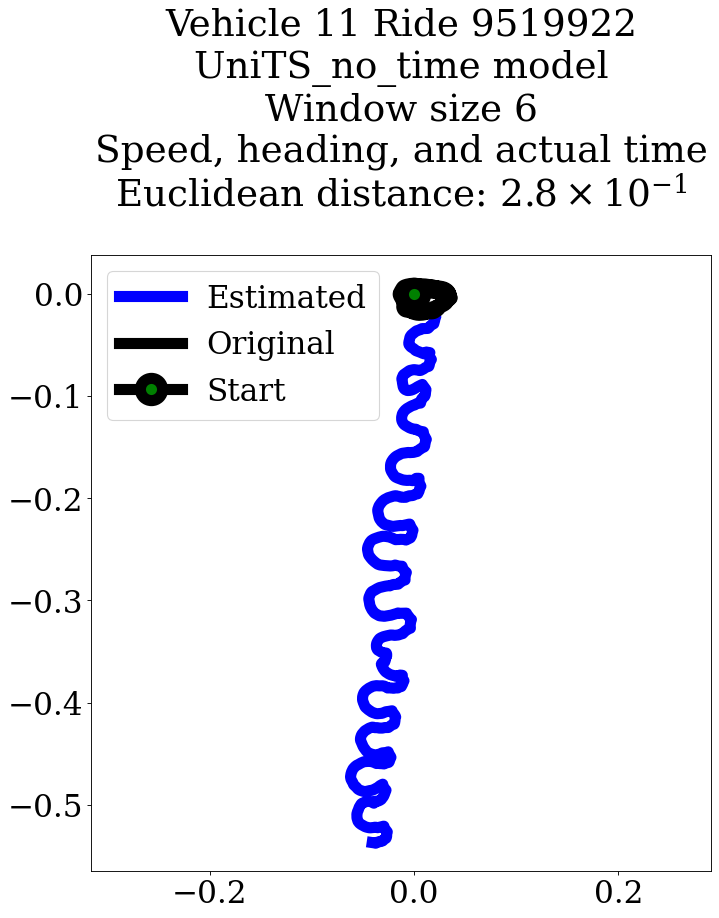 Vehicle 11 Ride 9519922
UniTS_no_time model
Window size 6
Speed, heading, and actual time
Euclidean distance: 2.8 × 10⁻¹
Estimated
Original
Start
0.0
−0.1
−0.2
−0.3
−0.4
−0.5
−0.2
0.0
0.2